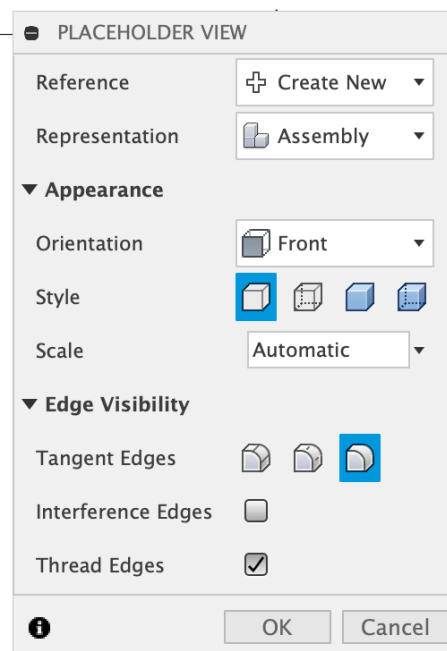 PLACEHOLDER VIEW
Reference Create New
Representation Assembly
Appearance
Orientation Front
Style
Scale Automatic
Edge Visibility
Tangent Edges
Interference Edges
Thread Edges
OK Cancel